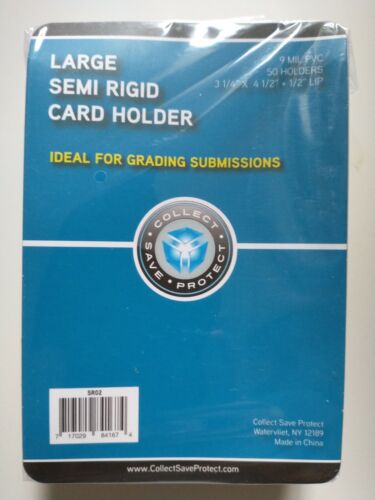 LARGE
SEMI RIGID
CARD HOLDER
9 MIL PVC
50 HOLDERS
3 1/4" X 4 1/2" + 1/2" LIP
IDEAL FOR GRADING SUBMISSIONS
• COLLECT • SAVE • PROTECT
SR02
7 17029 84167 4
Collect Save Protect
Watervliet, NY 12189
Made in China
www.CollectSaveProtect.com